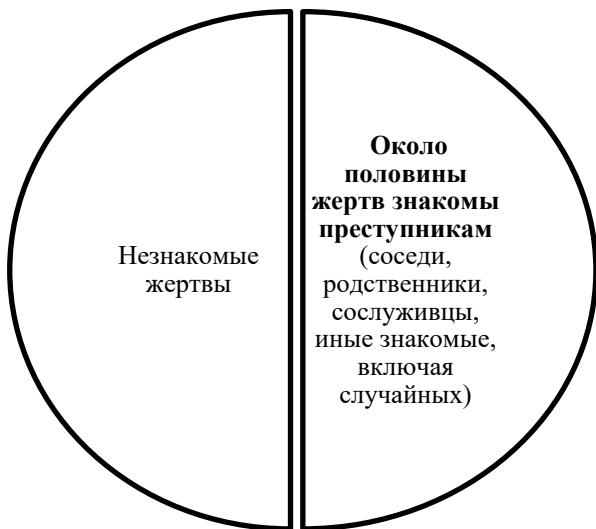 Незнакомые
жертвы
Около
половины
жертв знакомы
преступникам
(соседи,
родственники,
сослуживцы,
иные знакомые,
включая
случайных)